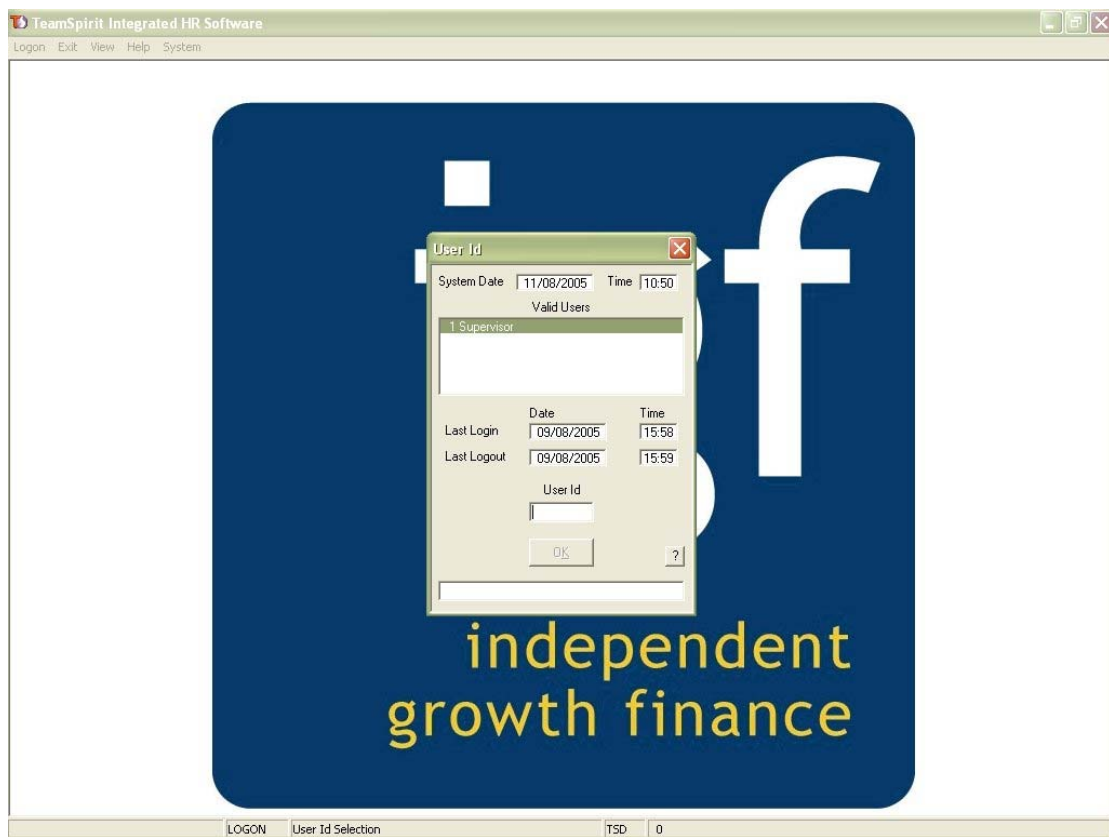 TeamSpirit Integrated HR Software
Logon Exit View Help System
User Id
System Date 11/08/2005 Time 10:50
Valid Users
1 Supervisor
Date Time
Last Login 09/08/2005 15:58
Last Logout 09/08/2005 15:59
User Id
OK ?
independent
growth finance
LOGON User Id Selection TSD 0